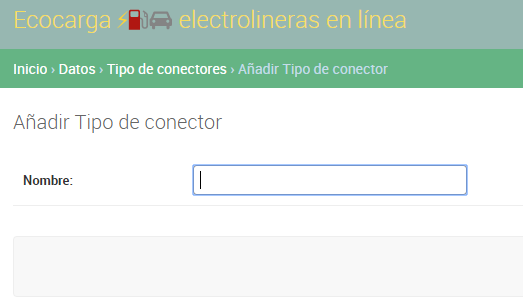 Ecocarga ⚡⛽🚗 electrolineras en línea
Inicio › Datos › Tipo de conectores › Añadir Tipo de conector
Añadir Tipo de conector
Nombre: